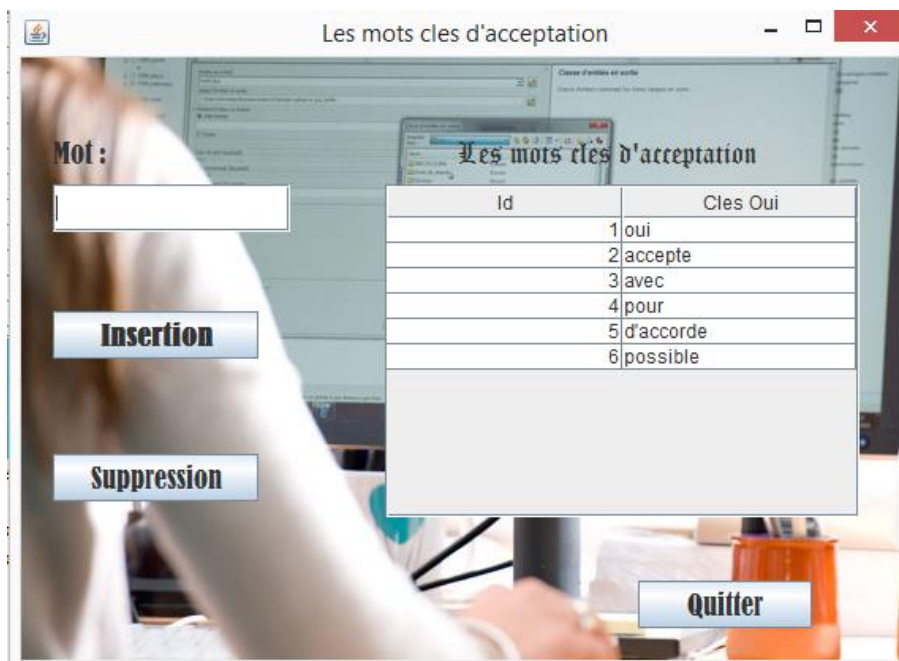 Les mots cles d'acceptation
Mot :
Les mots cles d'acceptation
Id Cles Oui
1 oui
2 accepte
3 avec
4 pour
5 d'accorde
6 possible
Insertion
Suppression
Quitter